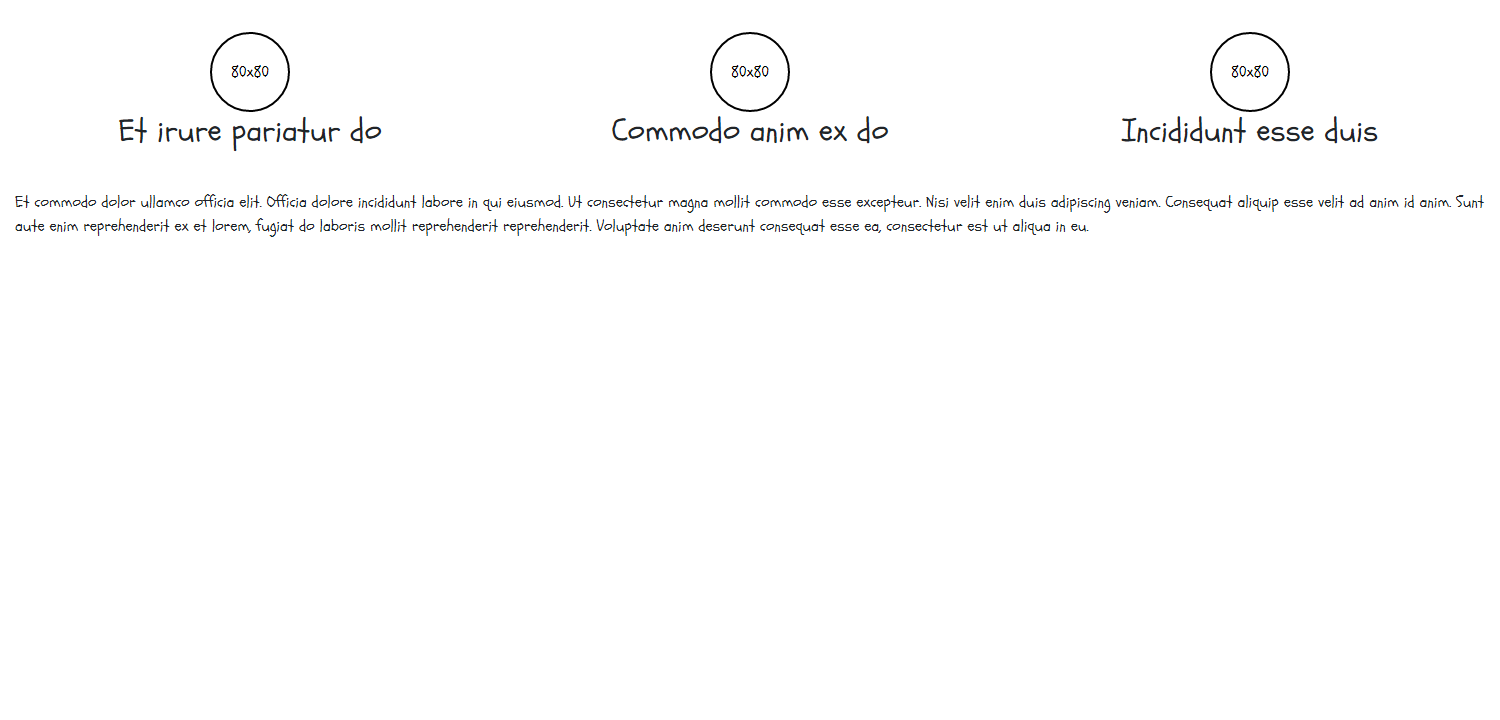 80x80 80x80 80x80
Et irure pariatur do Commodo anim ex do Incididunt esse duis
Et commodo dolor ullamco officia elit. Officia dolore incididunt labore in qui eiusmod. Ut consectetur magna mollit commodo esse excepteur. Nisi velit enim duis adipiscing veniam. Consequat aliquip esse velit ad anim id anim. Sunt
aute enim reprehenderit ex et lorem, fugiat do laboris mollit reprehenderit reprehenderit. Voluptate anim deserunt consequat esse ea, consectetur est ut aliqua in eu.